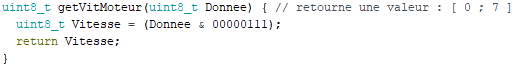 uint8_t getVitMoteur(uint8_t Donnee) { // retourne une valeur : [ 0 ; 7 ]
  uint8_t Vitesse = (Donnee & 00000111);
  return Vitesse;
}